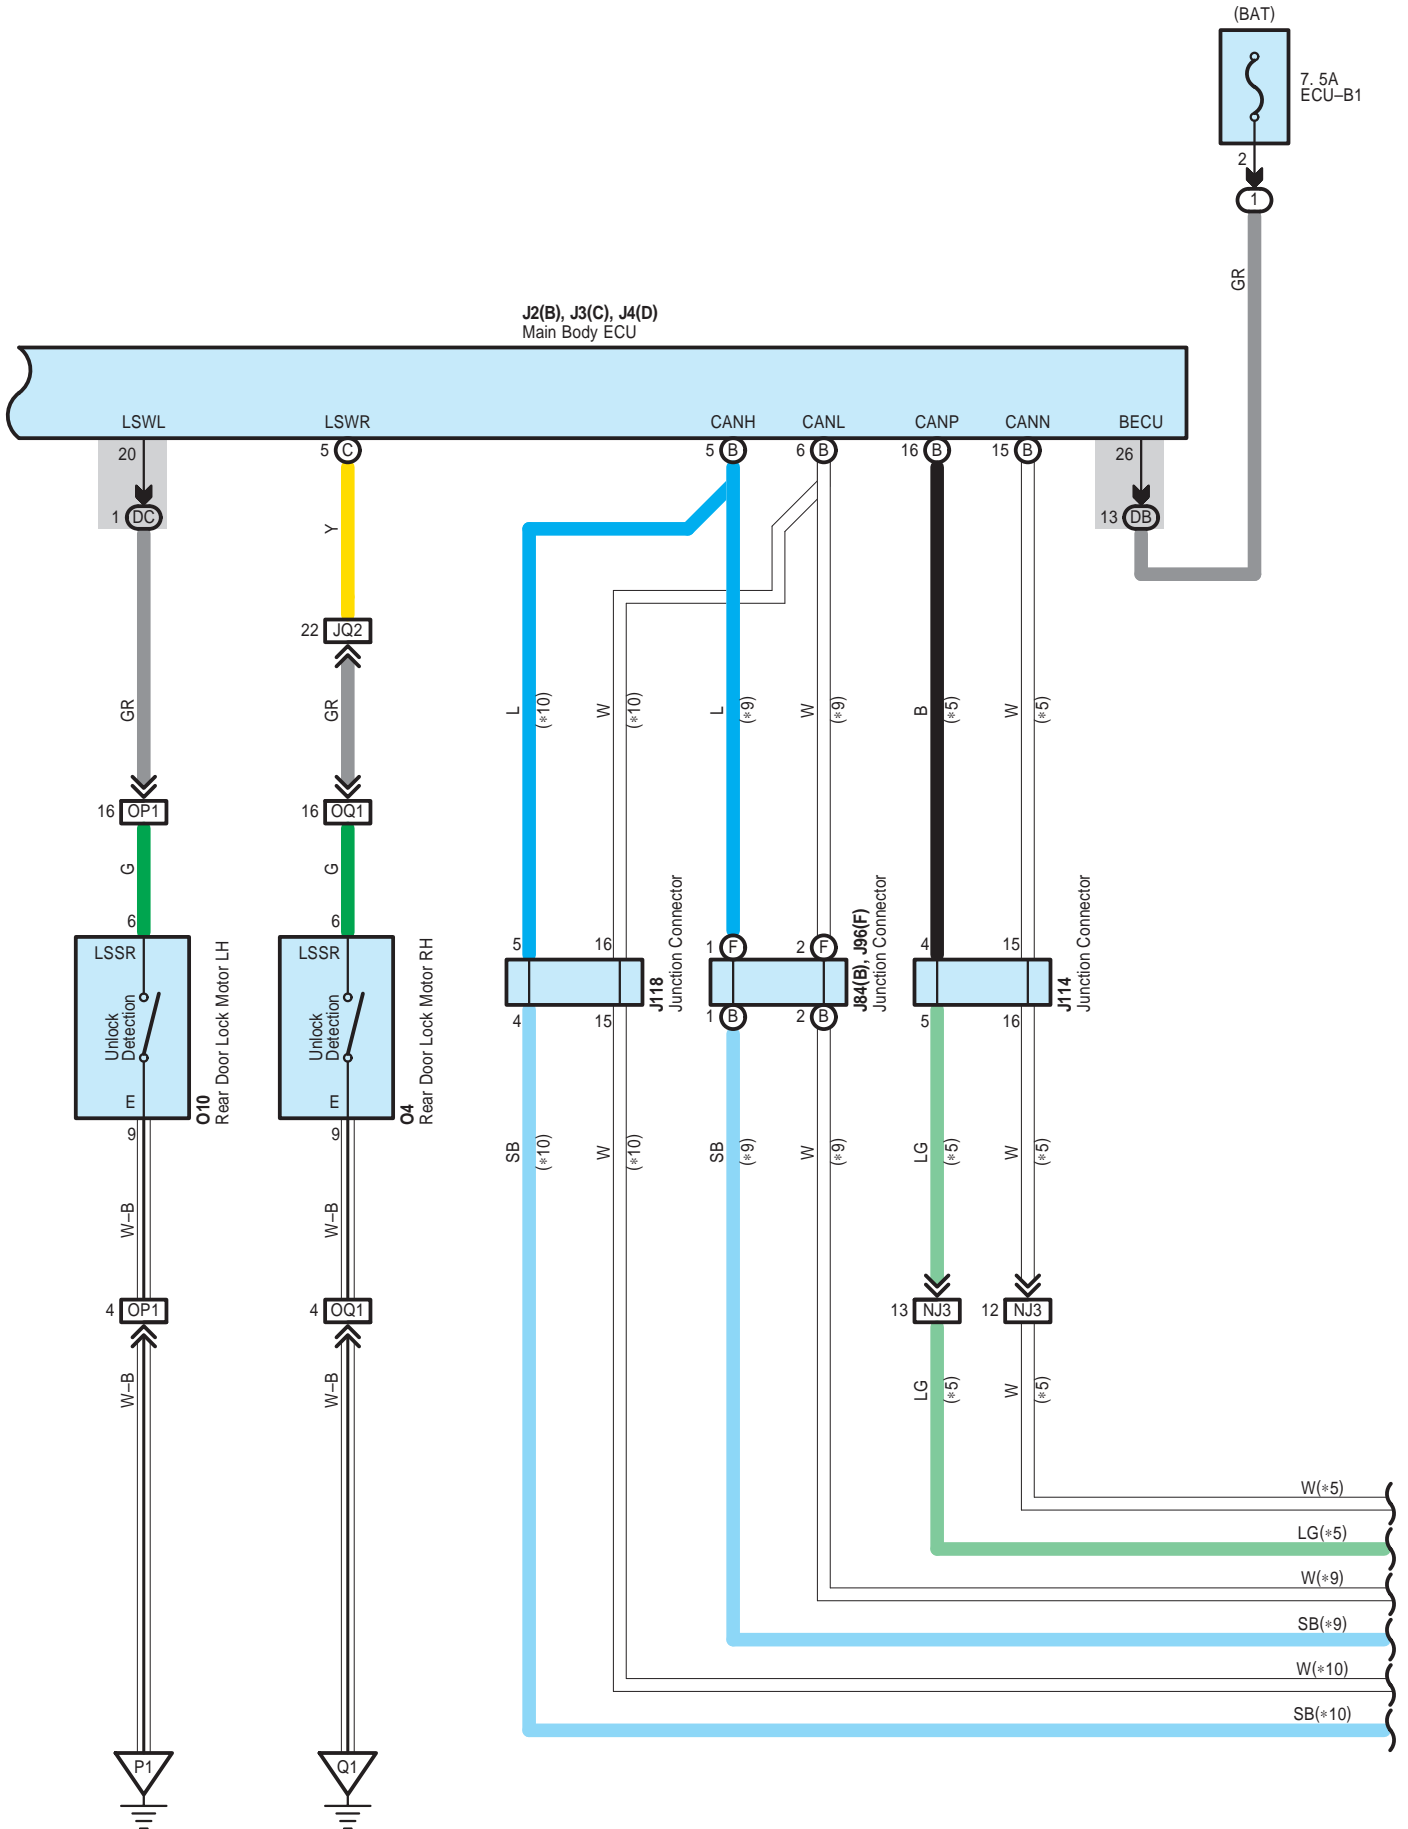 (BAT)
7. 5A
ECU–B1
2
1
GR
J2(B), J3(C), J4(D)
Main Body ECU
LSWL
LSWR
CANH
CANL
CANP
CANN
BECU
20
5 C
5 B
6 B
16 B
15 B
26
1 DC
13 DB
Y
22 JQ2
GR
GR
L
(∗10)
W
(∗10)
L
(∗9)
W
(∗9)
B
(∗5)
W
(∗5)
16 OP1
16 OQ1
G
G
6
6
LSSR
Unlock
Detection
E
O10
Rear Door Lock Motor LH
LSSR
Unlock
Detection
E
O4
Rear Door Lock Motor RH
5
16
J118
Junction Connector
4
15
1 F
2 F
J84(B), J96(F)
Junction Connector
1 B
2 B
4
15
J114
Junction Connector
5
16
9
9
W–B
W–B
SB
(∗10)
W
(∗10)
SB
(∗9)
W
(∗9)
LG
(∗5)
W
(∗5)
4 OP1
4 OQ1
13 NJ3
12 NJ3
W–B
W–B
LG
(∗5)
W
(∗5)
W(∗5)
LG(∗5)
W(∗9)
SB(∗9)
W(∗10)
SB(∗10)
P1
Q1